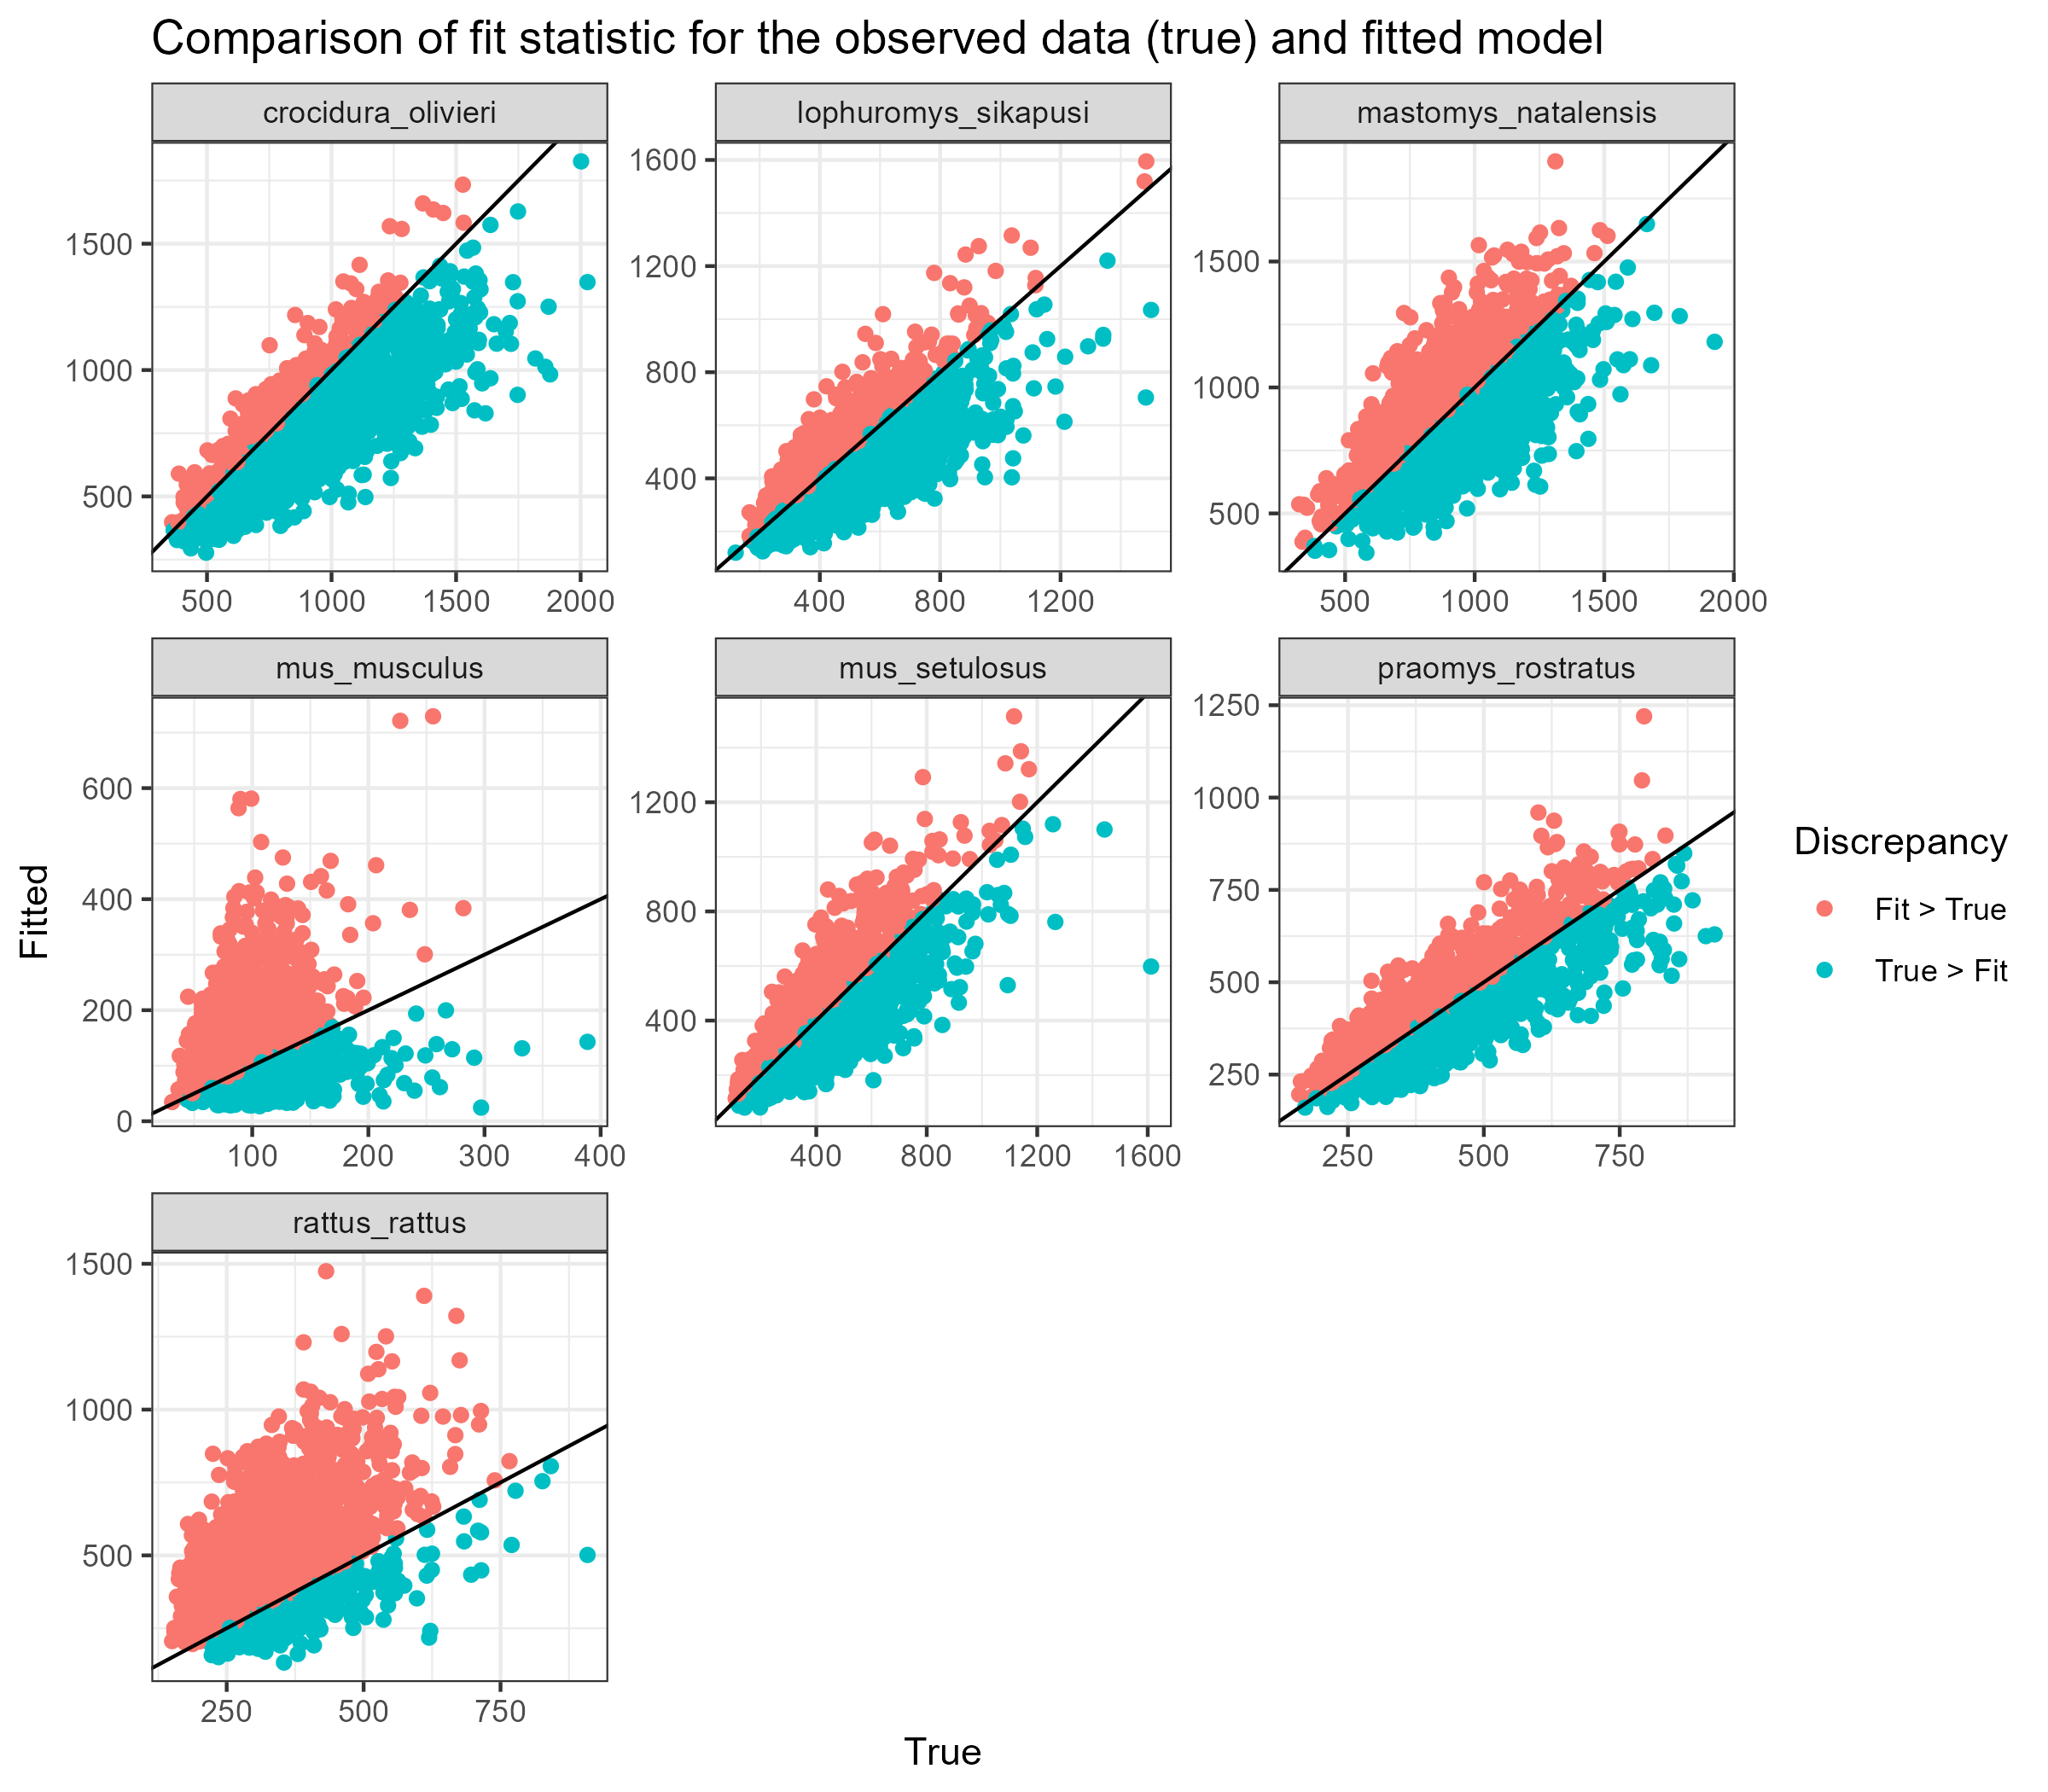 Comparison of fit statistic for the observed data (true) and fitted model
crocidura_olivieri
lophuromys_sikapusi
mastomys_natalensis
1500
1000
500
500 1000 1500 2000
1600
1200
800
400
400 800 1200
1500
1000
500
500 1000 1500 2000
mus_musculus
mus_setulosus
praomys_rostratus
600
400
200
0
100 200 300 400
1200
800
400
400 800 1200 1600
1250
1000
750
500
250
250 500 750
rattus_rattus
1500
1000
500
250 500 750
Fitted
True
Discrepancy
Fit > True
True > Fit